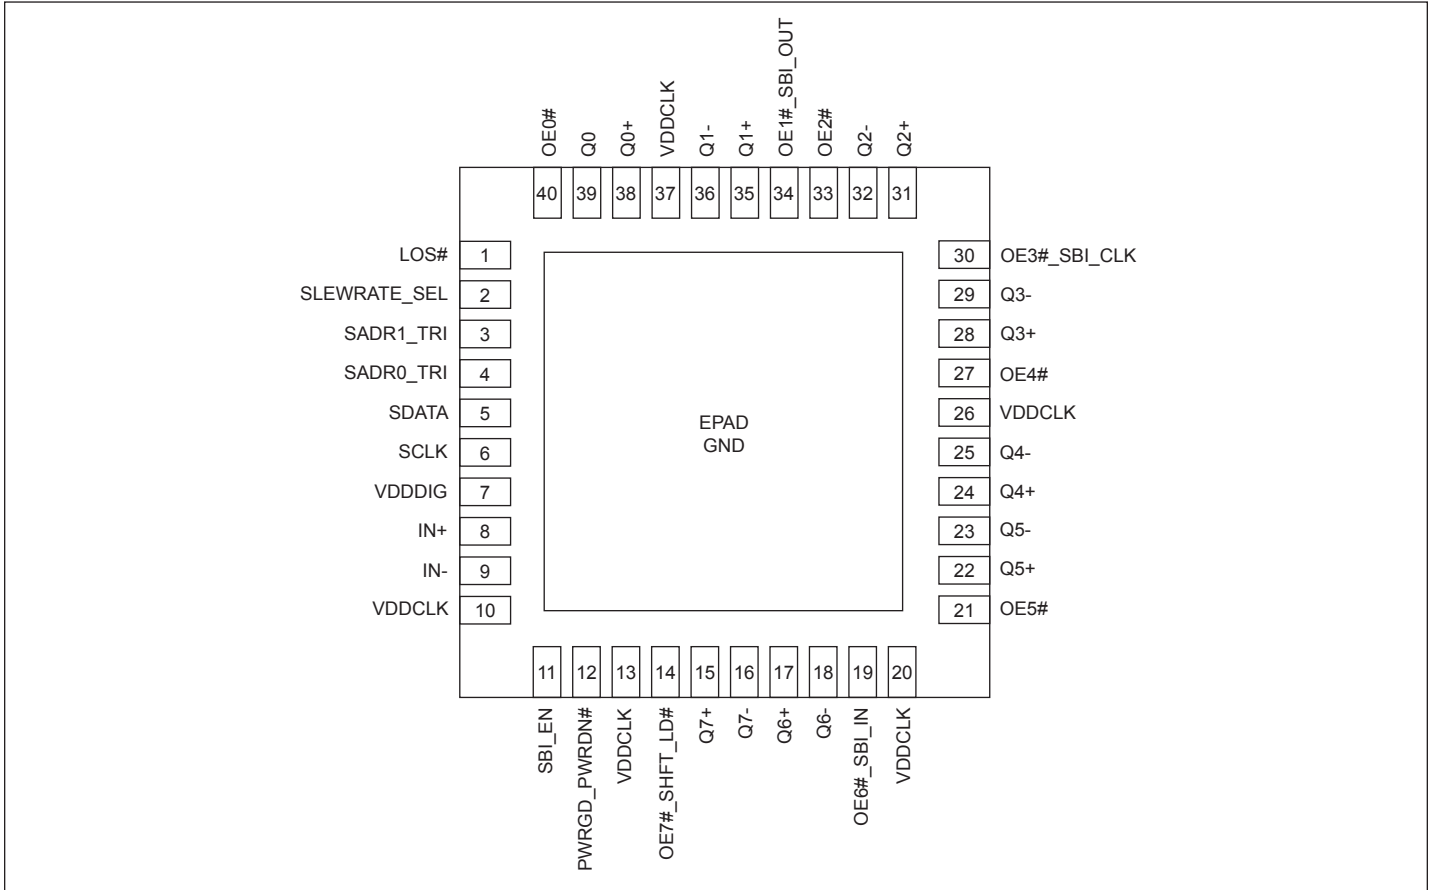 OE0#
Q0
Q0+
VDDCLK
Q1-
Q1+
OE1#_SBI_OUT
OE2#
Q2-
Q2+
40 39 38 37 36 35 34 33 32 31
LOS# 1
SLEWRATE_SEL 2
SADR1_TRI 3
SADR0_TRI 4
SDATA 5
SCLK 6
VDDDIG 7
IN+ 8
IN- 9
VDDCLK 10
EPAD
GND
30 OE3#_SBI_CLK
29 Q3-
28 Q3+
27 OE4#
26 VDDCLK
25 Q4-
24 Q4+
23 Q5-
22 Q5+
21 OE5#
11 12 13 14 15 16 17 18 19 20
SBI_EN
PWRGD_PWRDN#
VDDCLK
OE7#_SHFT_LD#
Q7+
Q7-
Q6+
Q6-
OE6#_SBI_IN
VDDCLK